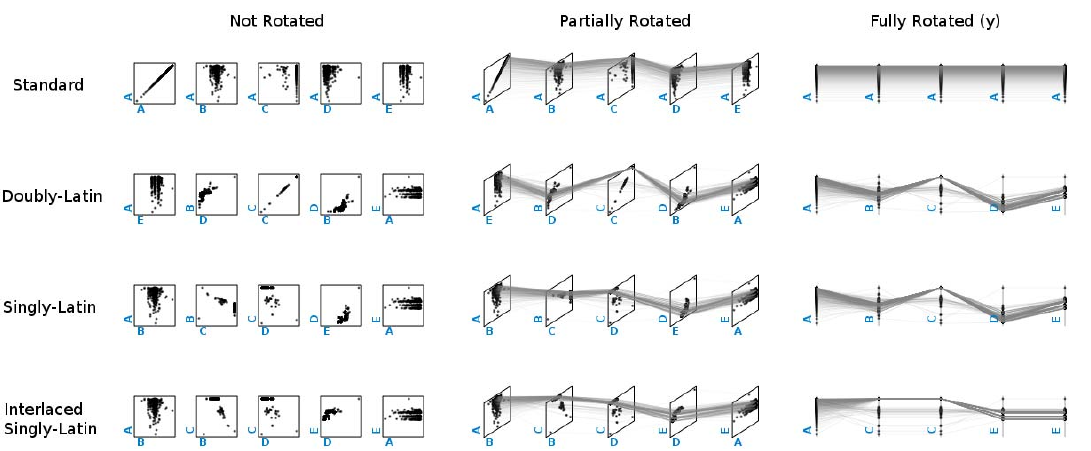 Not Rotated
Partially Rotated
Fully Rotated (y)
Standard
A A A A A
A B C D E
A A A A A
A B C D E
A A A A A
Doubly-Latin
A B C D E
E D C B A
A B C D E
E D C B A
A B C D E
Singly-Latin
A B C D E
B C D E A
A B C D E
B C D E A
A B C D E
Interlaced
Singly-Latin
A C C E E
B B D D A
A C C E E
B B D D A
A C C E E